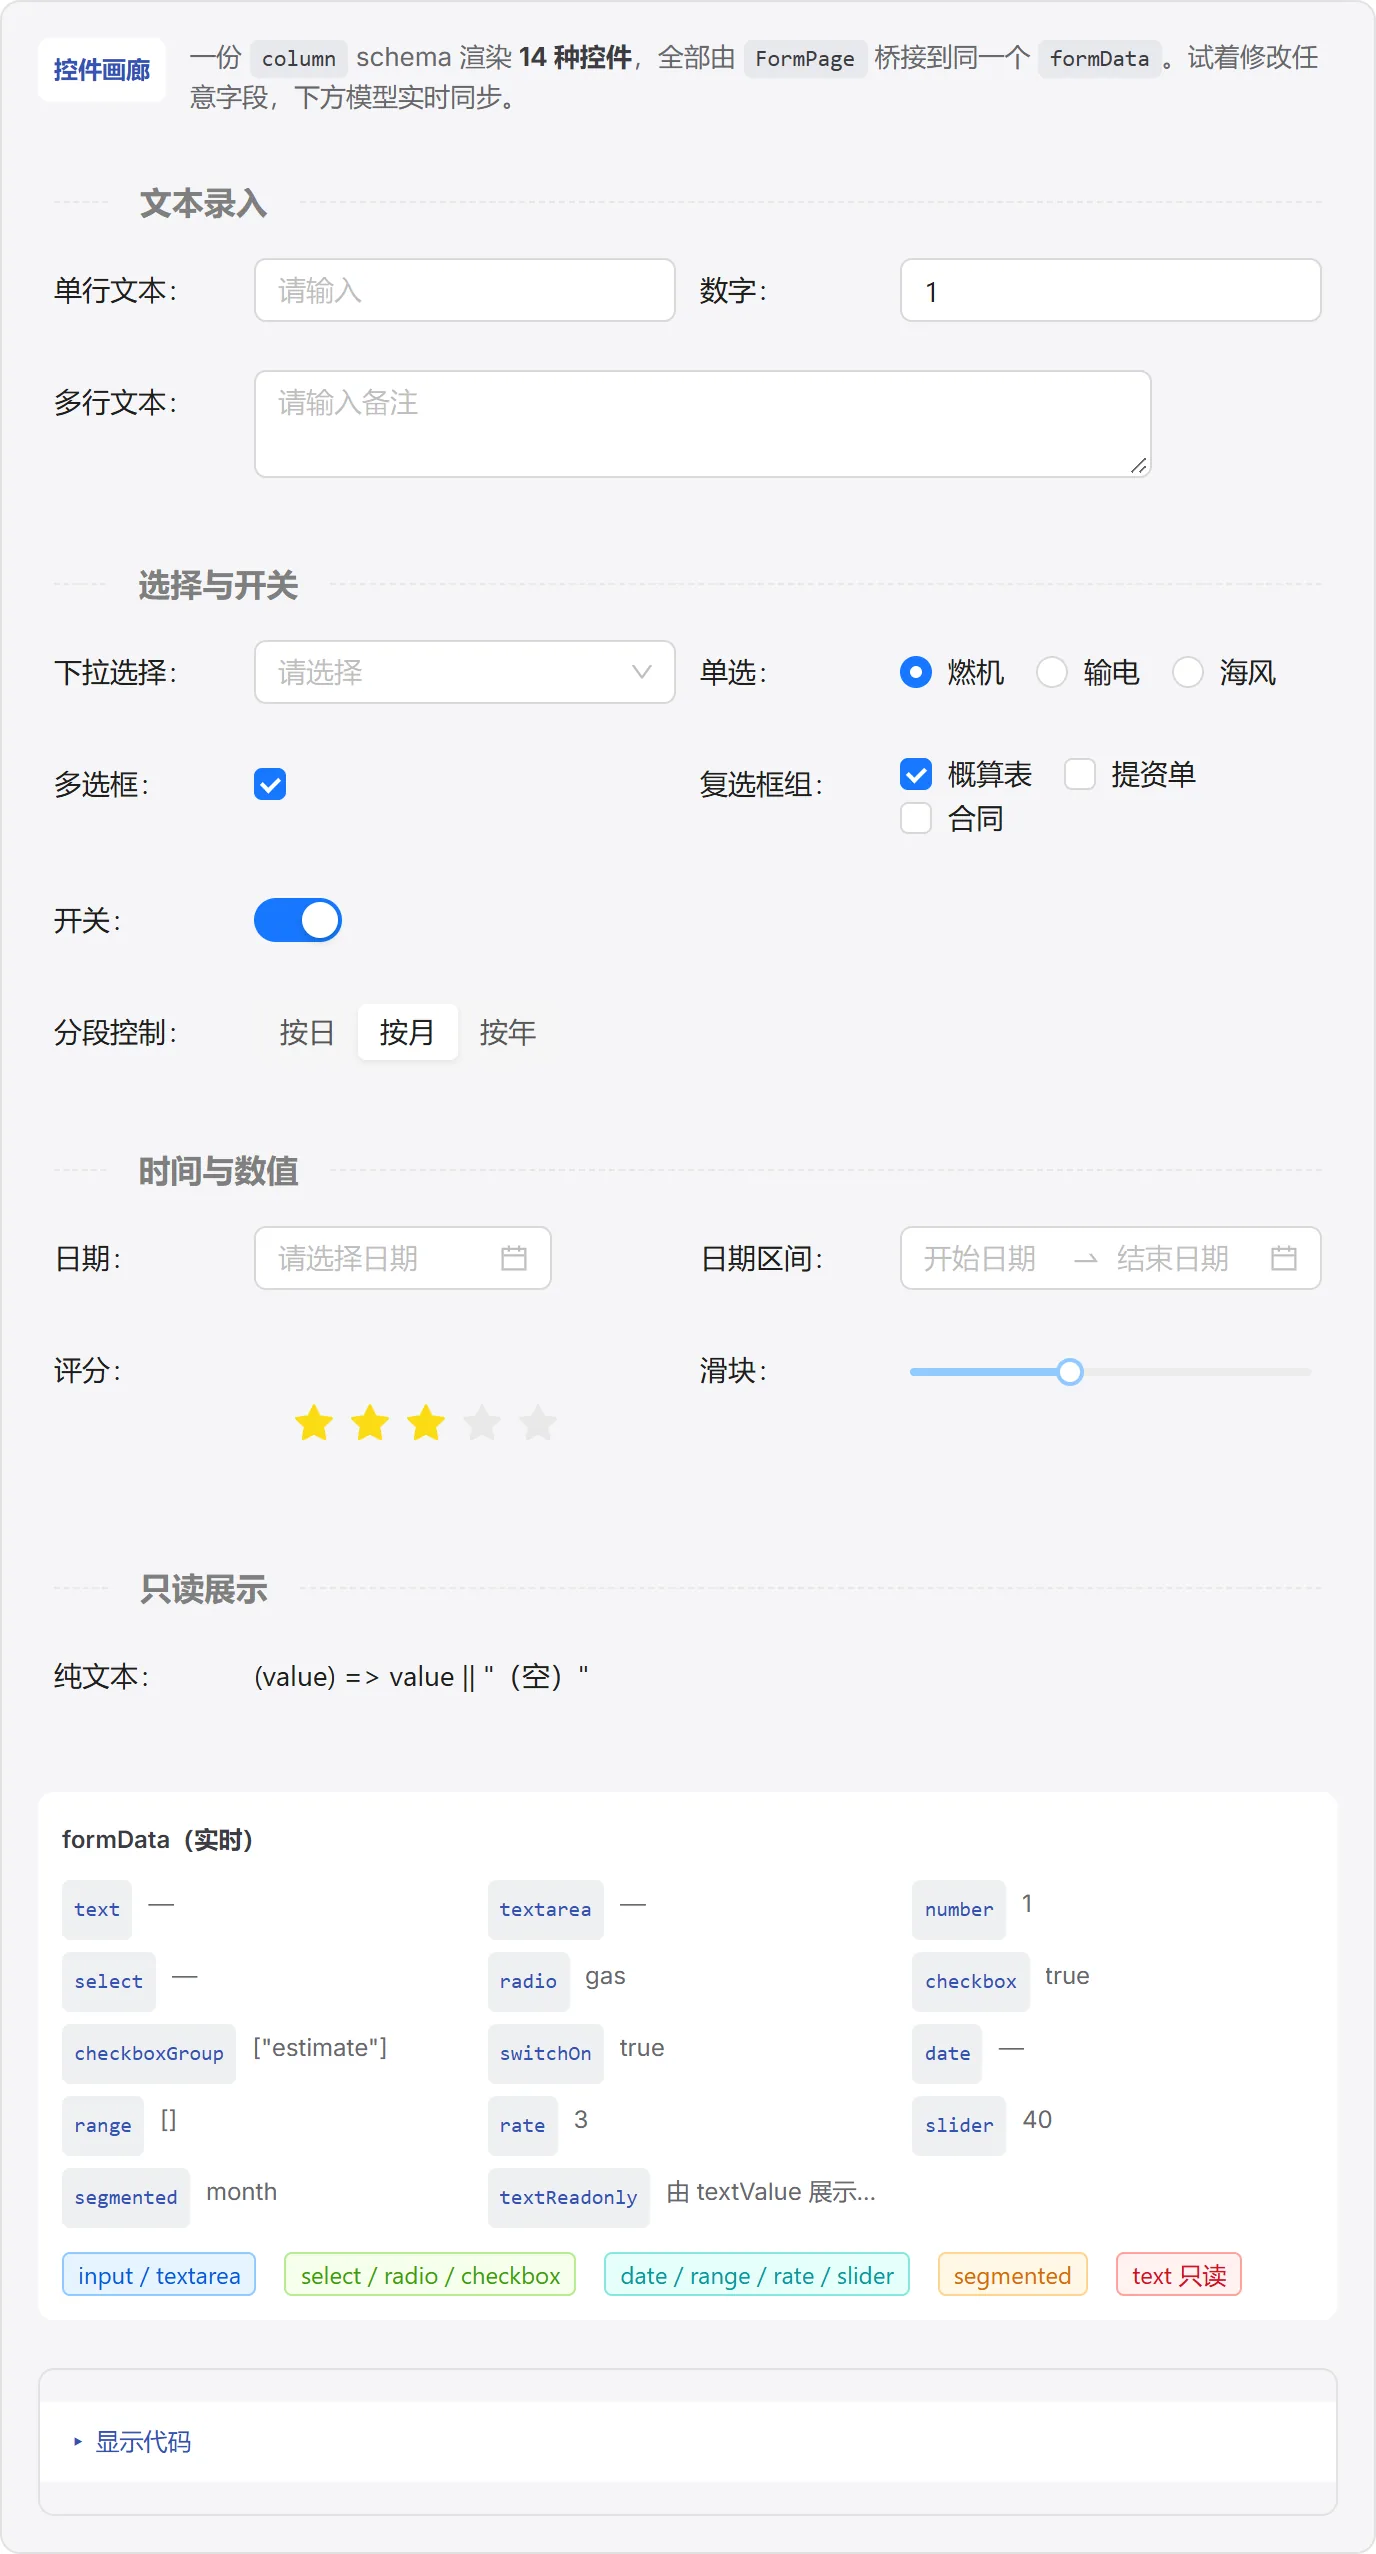 控件画廊
一份 column schema 渲染 14 种控件，全部由 FormPage 桥接到同一个 formData 。试着修改任
意字段，下方模型实时同步。
文本录入
单行文本： 请输入 数字： 1
多行文本： 请输入备注
选择与开关
下拉选择： 请选择 单选： 燃机 输电 海风
多选框： 复选框组： 概算表 提资单
合同
开关：
分段控制： 按日 按月 按年
时间与数值
日期： 请选择日期 日期区间： 开始日期 结束日期
评分： 滑块：
只读展示
纯文本： (value) => value || "（空）"
formData（实时）
text — textarea — number 1
select — radio gas checkbox true
checkboxGroup ["estimate"] switchOn true date —
range [] rate 3 slider 40
segmented month textReadonly 由 textValue 展示...
input / textarea select / radio / checkbox date / range / rate / slider segmented text 只读
‣ 显示代码